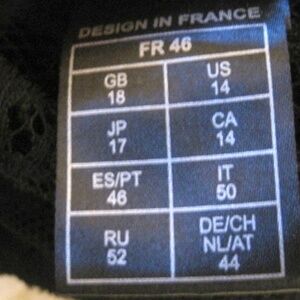 DESIGN IN FRANCE
FR 46
GB
18
US
14
JP
17
CA
14
ES/PT
46
IT
50
RU
52
DE/CH
NL/AT
44